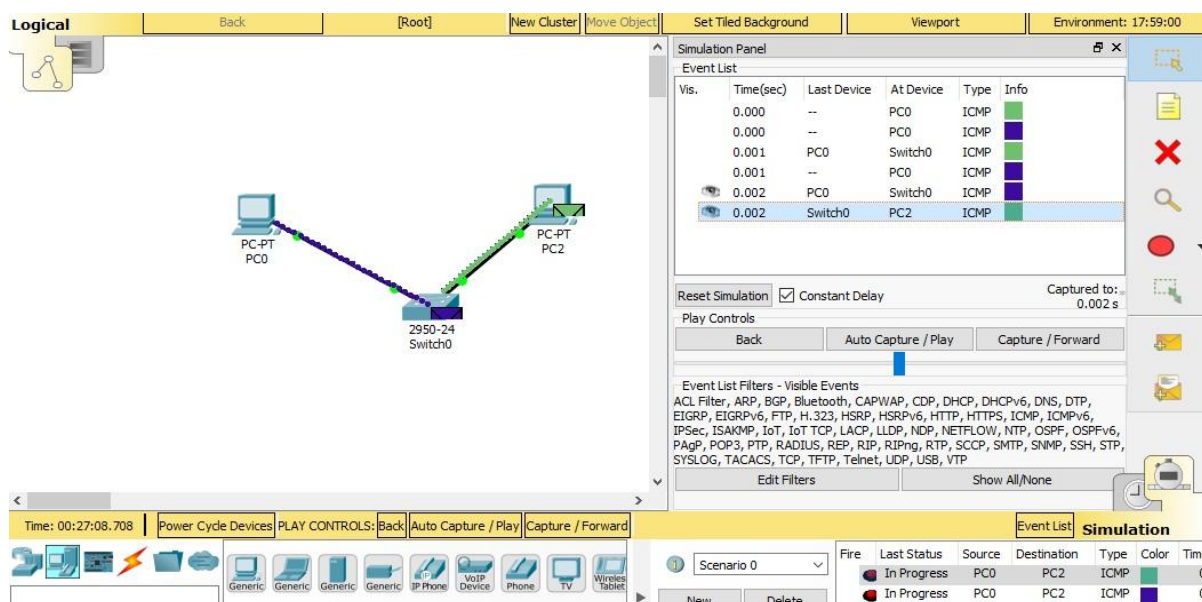 Logical
Back
[Root]
New Cluster
Move Object
Set Tiled Background
Viewport
Environment: 17:59:00
PC-PT
PC0
PC-PT
PC2
2950-24
Switch0
Simulation Panel
Event List
Vis. Time(sec) Last Device At Device Type Info
0.000 -- PC0 ICMP
0.000 -- PC0 ICMP
0.001 PC0 Switch0 ICMP
0.001 -- PC0 ICMP
0.002 PC0 Switch0 ICMP
0.002 Switch0 PC2 ICMP
Reset Simulation Constant Delay Captured to:
0.002 s
Play Controls
Back Auto Capture / Play Capture / Forward
Event List Filters - Visible Events
ACL Filter, ARP, BGP, Bluetooth, CAPWAP, CDP, DHCP, DHCPv6, DNS, DTP,
EIGRP, EIGRPv6, FTP, H.323, HSRP, HSRPv6, HTTP, HTTPS, ICMP, ICMPv6,
IPSec, ISAKMP, IoT, IoT TCP, LACP, LLDP, NDP, NETFLOW, NTP, OSPF, OSPFv6,
PAgP, POP3, PTP, RADIUS, REP, RIP, RIPng, RTP, SCCP, SMTP, SNMP, SSH, STP,
SYSLOG, TACACS, TCP, TFTP, Telnet, UDP, USB, VTP
Edit Filters Show All/None
Time: 00:27:08.708 Power Cycle Devices PLAY CONTROLS: Back Auto Capture / Play Capture / Forward
Event List Simulation
Generic Generic Generic Generic IP Phone VoIP Device Phone TV Wireless Tablet
Scenario 0
New Delete
Fire Last Status Source Destination Type Color
In Progress PC0 PC2 ICMP
In Progress PC0 PC2 ICMP